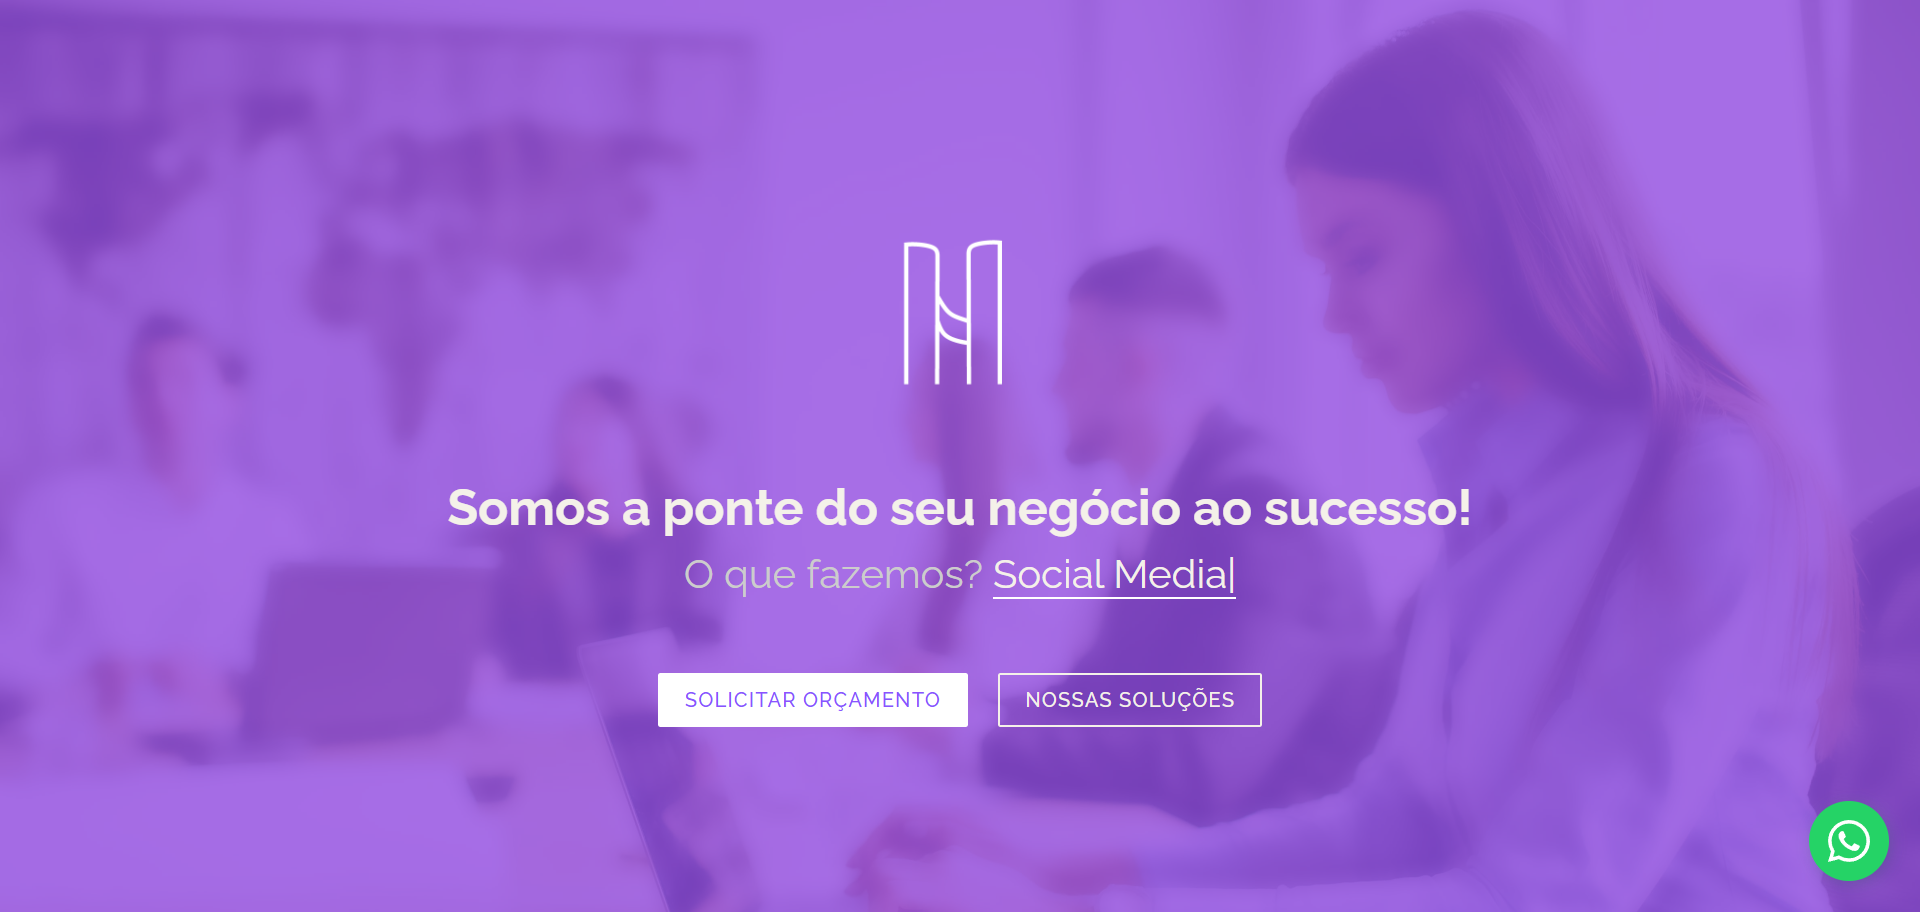 Somos a ponte do seu negócio ao sucesso!
O que fazemos? Social Media|
SOLICITAR ORÇAMENTO
NOSSAS SOLUÇÕES